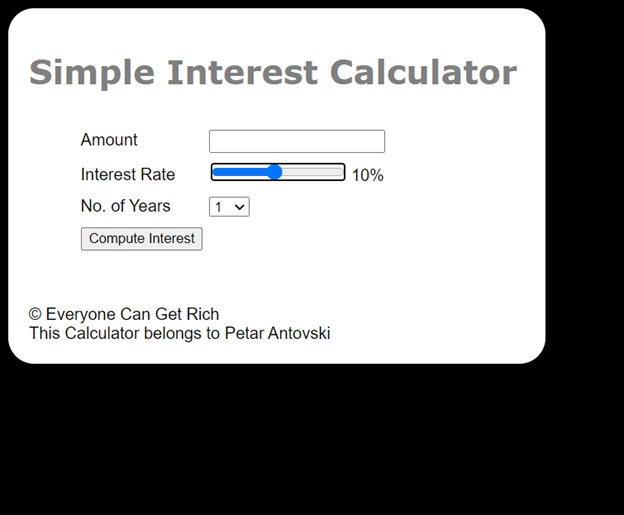 Simple Interest Calculator
Amount
Interest Rate 10%
No. of Years 1
Compute Interest
© Everyone Can Get Rich
This Calculator belongs to Petar Antovski